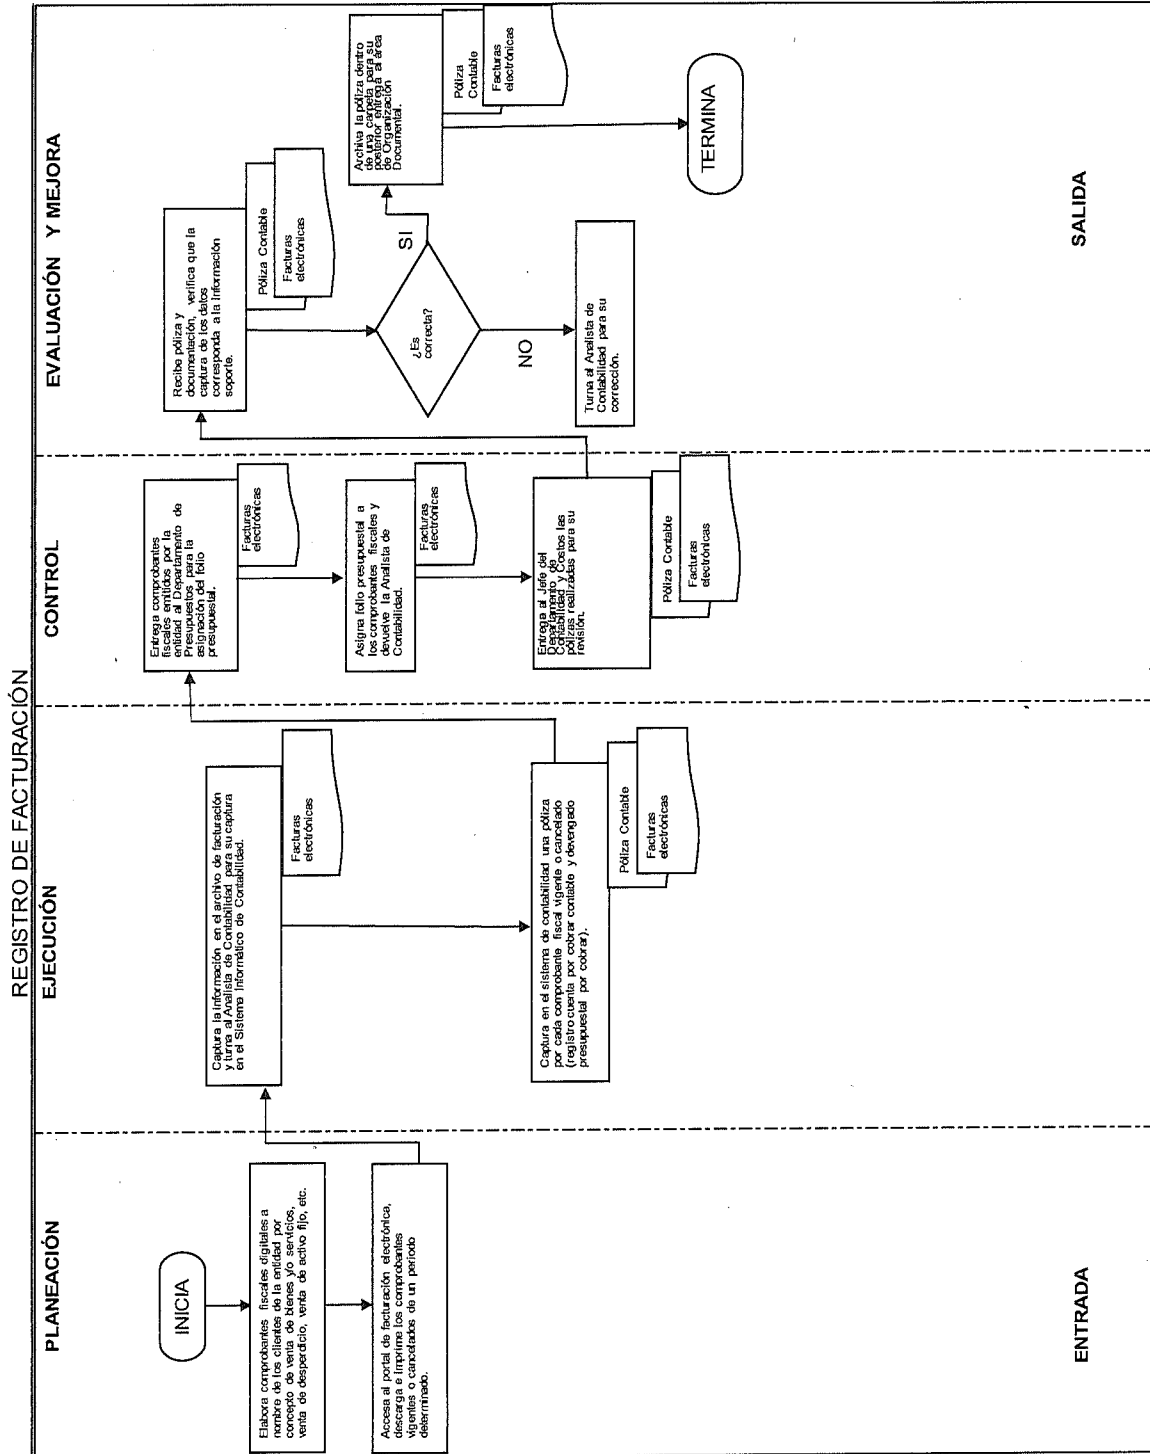 REGISTRO DE FACTURACIÓN
PLANEACIÓN
INICIA
Elabora comprobantes fiscales digitales a
nombre de los clientes de la entidad por
concepto de venta de bienes y/o servicios,
venta de desperdicio, venta de activo fijo, etc.
Accesa al portal de facturación electrónica,
descarga e Imprime los comprobantes
vigentes o cancelados de un periodo
determinado.
ENTRADA
EJECUCIÓN
Captura la Información en el archivo de facturación
y turna al Analista de Contabilidad para su captura
en el Sistema Informático de Contabilidad.
Facturas
electrónicas
Captura en el sistema de contabilidad una póliza
por cada comprobante fiscal vigente o cancelado
(registro cuenta por cobrar contable y devengado
presupuestal por cobrar).
Póliza Contable
Facturas
electrónicas
CONTROL
Entrega comprobantes
fiscales emitidos por la
entidad al Departamento de
Presupuestos para la
asignación del folio
presupuestal.
Facturas
electrónicas
Asigna folio presupuestal a
los comprobantes fiscales y
devuelve la Analista de
Contabilidad.
Facturas
electrónicas
Entrega al Jefe del
Departamento de
Contabilidad y Costos las
pólizas realizadas para su
revisión.
Póliza Contable
Facturas
electrónicas
EVALUACIÓN Y MEJORA
Recibe póliza y
documentación, verifica que la
captura de los datos
corresponda a la Información
soporte.
Póliza Contable
Facturas
electrónicas
¿Es
correcta?
SI
NO
Turna al Analista de
Contabilidad para su
corrección.
Archiva la póliza dentro
de una carpeta para su
posterior entrega al área
de Organización
Documental.
Póliza
Contable
Facturas
electrónicas
TERMINA
SALIDA